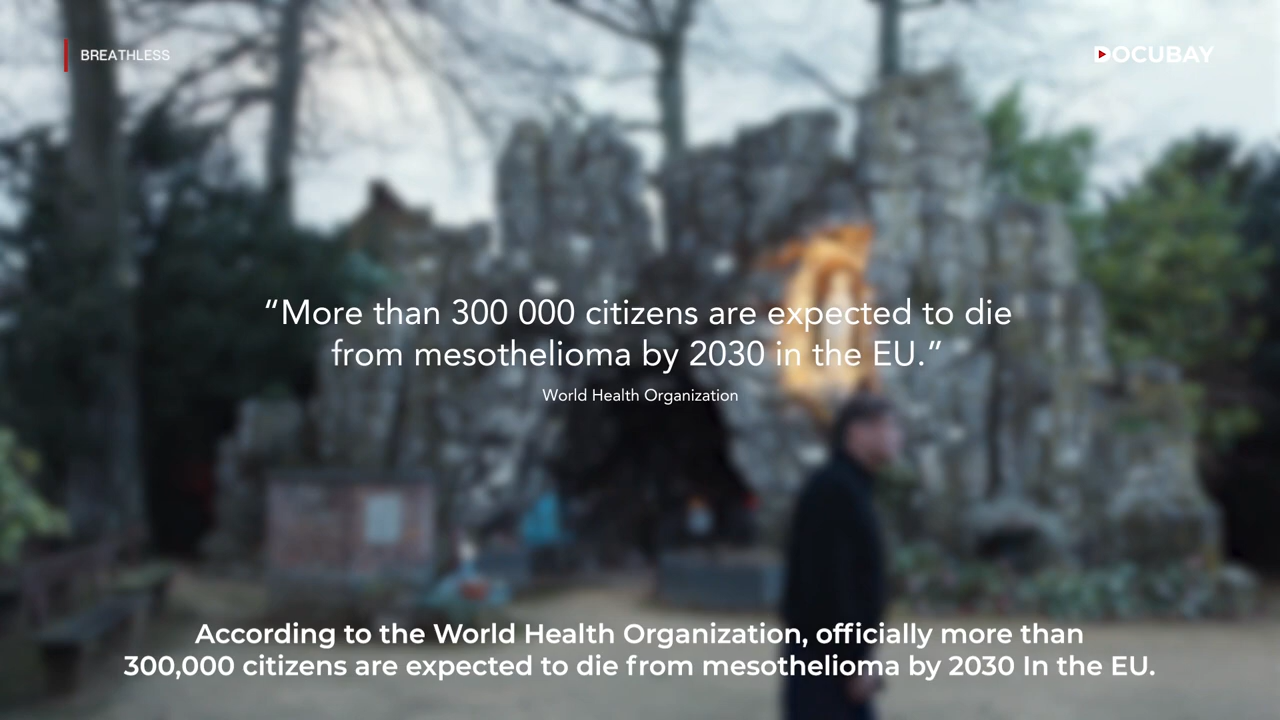 BREATHLESS
DOCUBAY
“More than 300 000 citizens are expected to die
from mesothelioma by 2030 in the EU.”
World Health Organization
According to the World Health Organization, officially more than
300,000 citizens are expected to die from mesothelioma by 2030 In the EU.